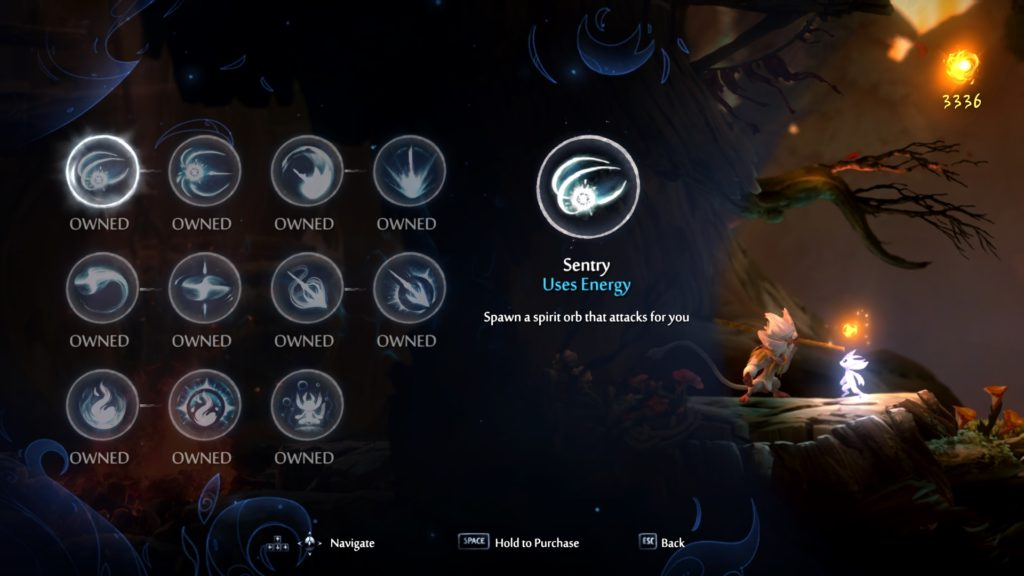 3336
OWNED OWNED OWNED OWNED
Sentry
Uses Energy
Spawn a spirit orb that attacks for you
OWNED OWNED OWNED OWNED
OWNED OWNED OWNED
Navigate SPACE Hold to Purchase ESC Back